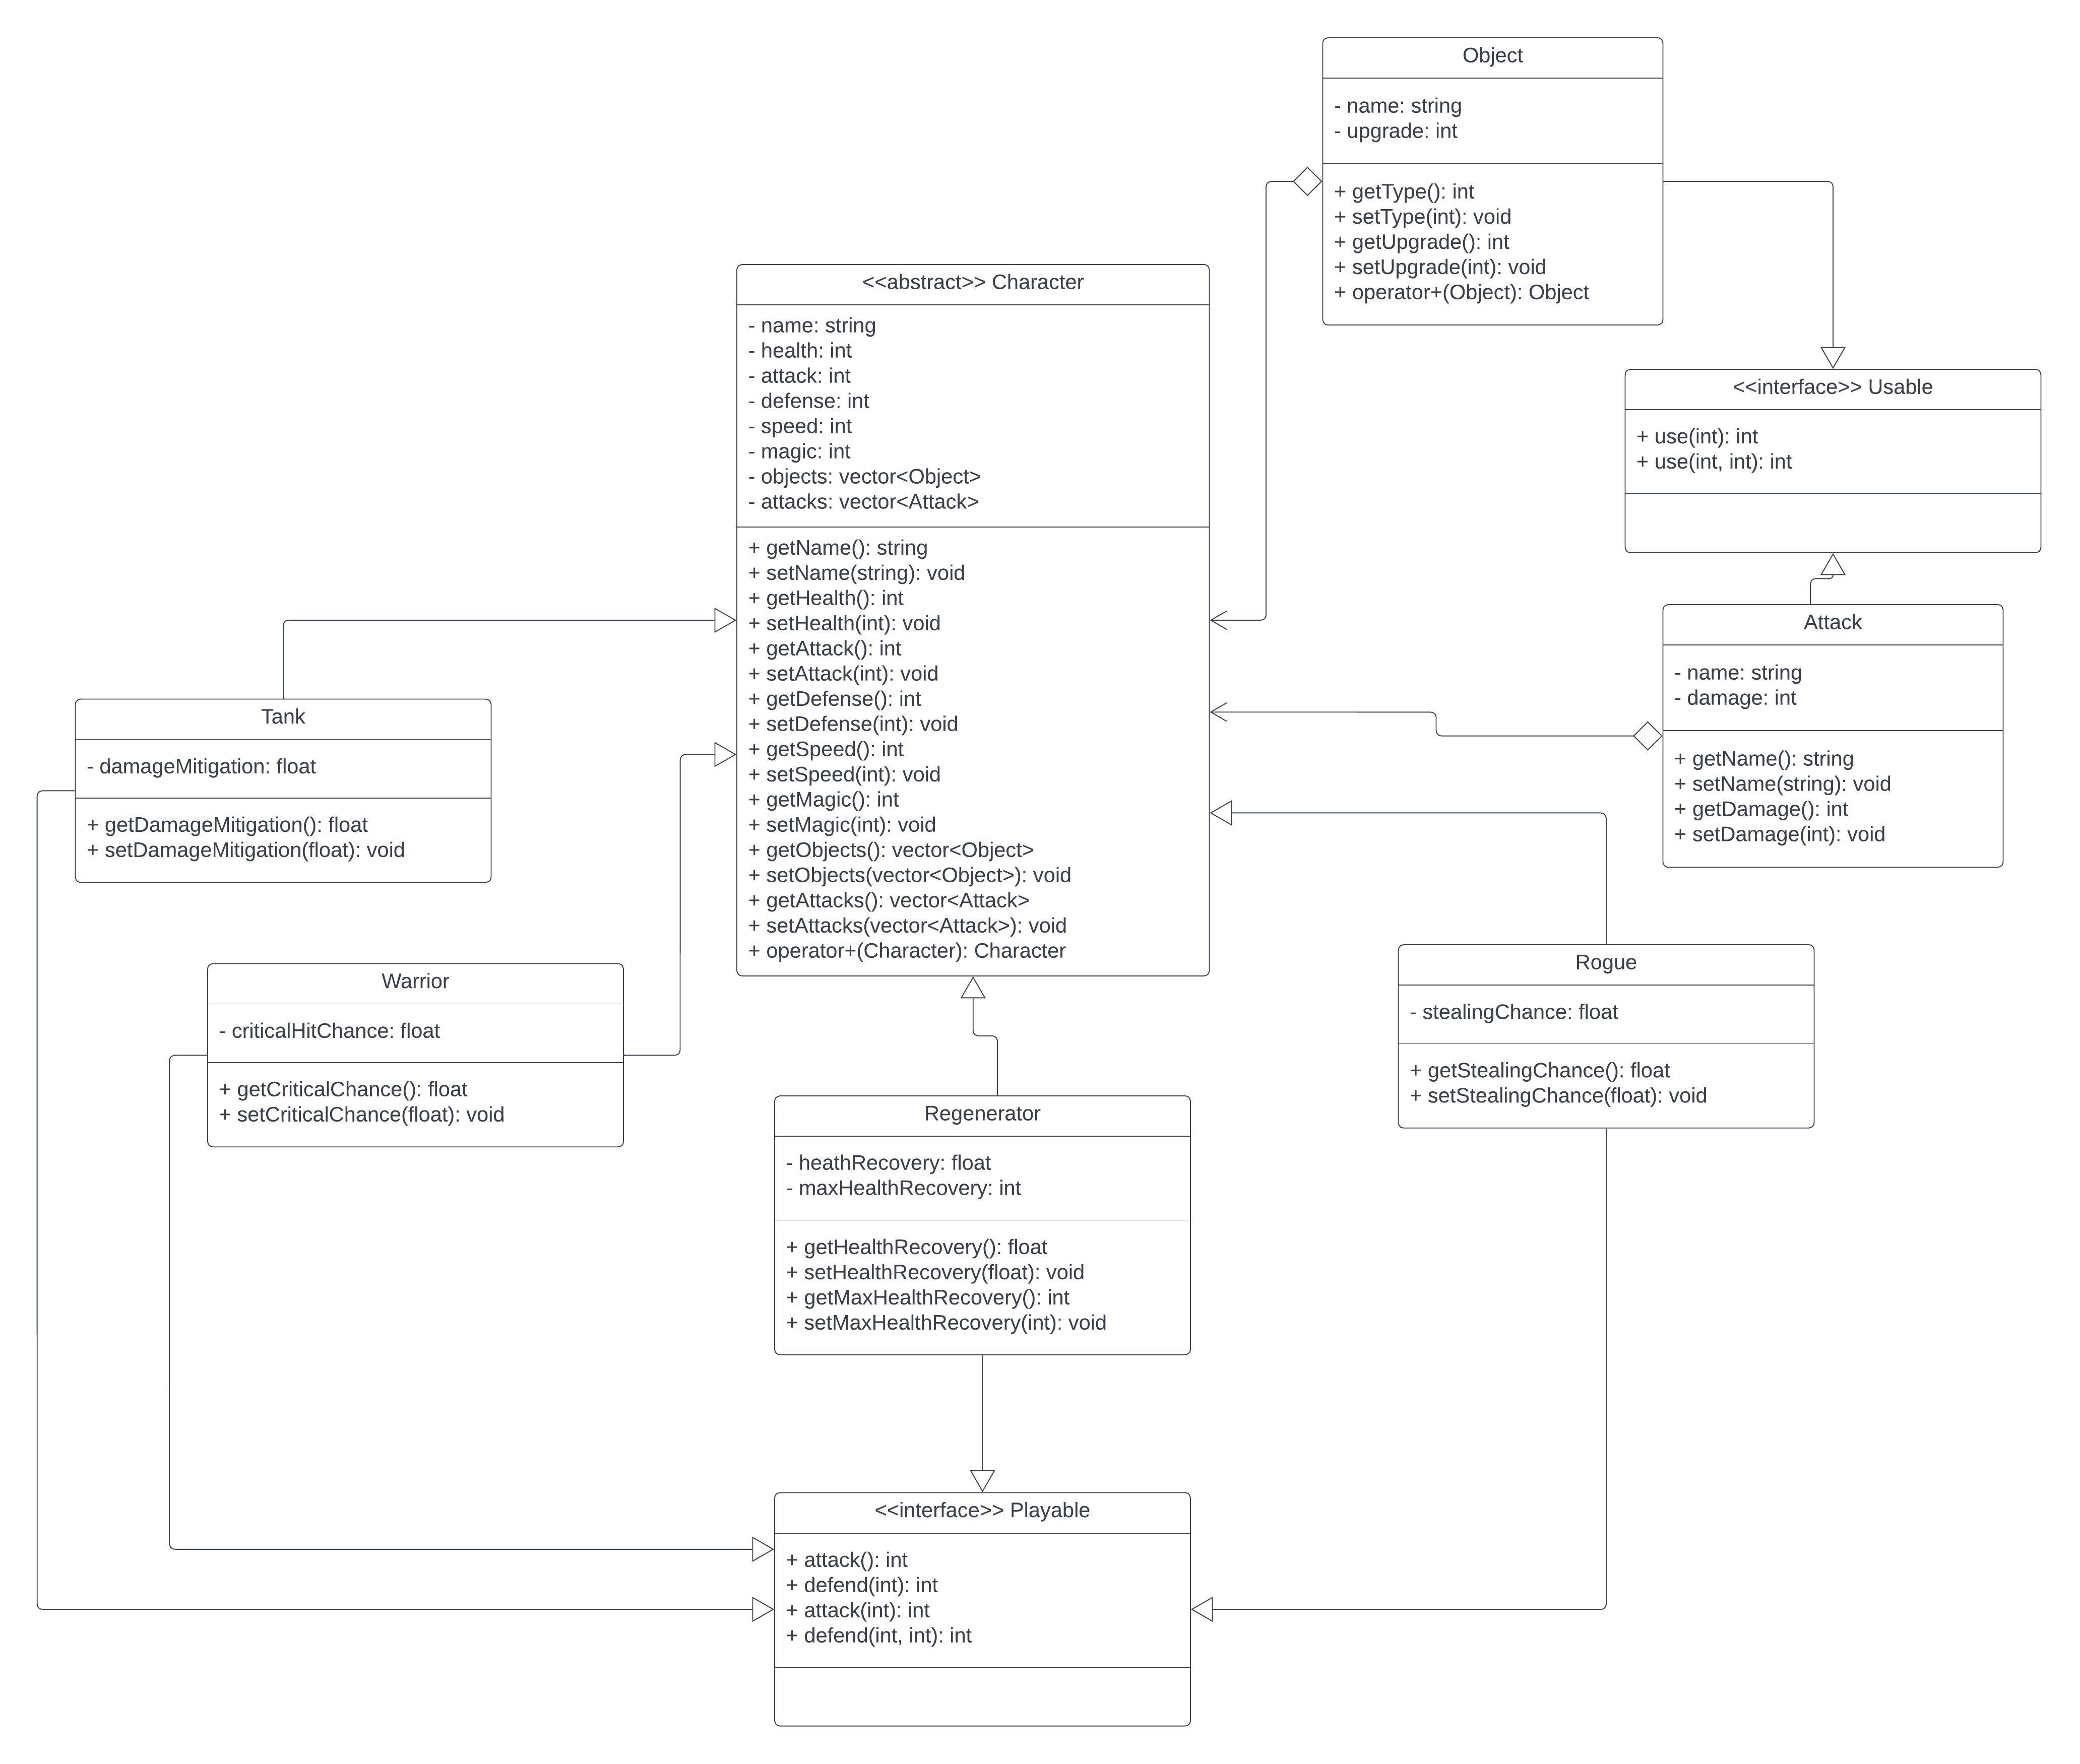 Object
- name: string
- upgrade: int
+ getType(): int
+ setType(int): void
+ getUpgrade(): int
+ setUpgrade(int): void
+ operator+(Object): Object
<<abstract>> Character
- name: string
- health: int
- attack: int
- defense: int
- speed: int
- magic: int
- objects: vector<Object>
- attacks: vector<Attack>
+ getName(): string
+ setName(string): void
+ getHealth(): int
+ setHealth(int): void
+ getAttack(): int
+ setAttack(int): void
+ getDefense(): int
+ setDefense(int): void
+ getSpeed(): int
+ setSpeed(int): void
+ getMagic(): int
+ setMagic(int): void
+ getObjects(): vector<Object>
+ setObjects(vector<Object>): void
+ getAttacks(): vector<Attack>
+ setAttacks(vector<Attack>): void
+ operator+(Character): Character
<<interface>> Usable
+ use(int): int
+ use(int, int): int
Attack
- name: string
- damage: int
+ getName(): string
+ setName(string): void
+ getDamage(): int
+ setDamage(int): void
Tank
- damageMitigation: float
+ getDamageMitigation(): float
+ setDamageMitigation(float): void
Warrior
- criticalHitChance: float
+ getCriticalChance(): float
+ setCriticalChance(float): void
Rogue
- stealingChance: float
+ getStealingChance(): float
+ setStealingChance(float): void
Regenerator
- heathRecovery: float
- maxHealthRecovery: int
+ getHealthRecovery(): float
+ setHealthRecovery(float): void
+ getMaxHealthRecovery(): int
+ setMaxHealthRecovery(int): void
<<interface>> Playable
+ attack(): int
+ defend(int): int
+ attack(int): int
+ defend(int, int): int